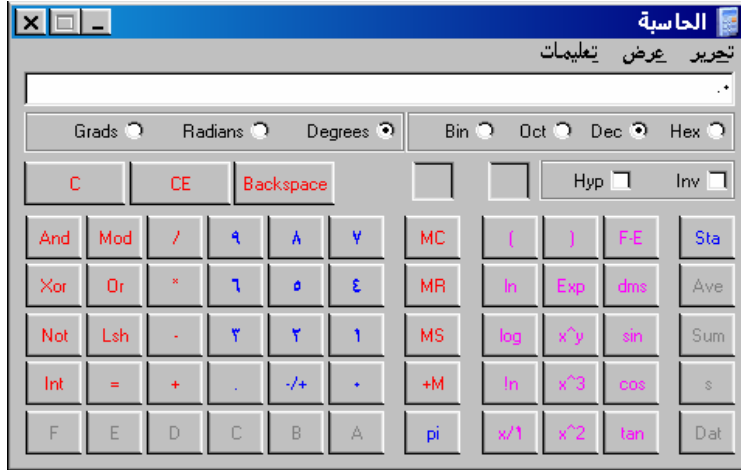 الحاسبة
تحرير عرض تعليمات
٠.
Hex Dec Oct Bin Degrees Radians Grads
Inv Hyp Backspace CE C
Sta F-E ) ( MC ٧ ٨ ٩ / Mod And
Ave dms Exp ln MR ٤ ٥ ٦ * Or Xor
Sum sin x^y log MS ١ ٢ ٣ - Lsh Not
s cos x^3 !n +M ٠ -/+ . + = Int
Dat tan x^2 x/١ pi A B C D E F